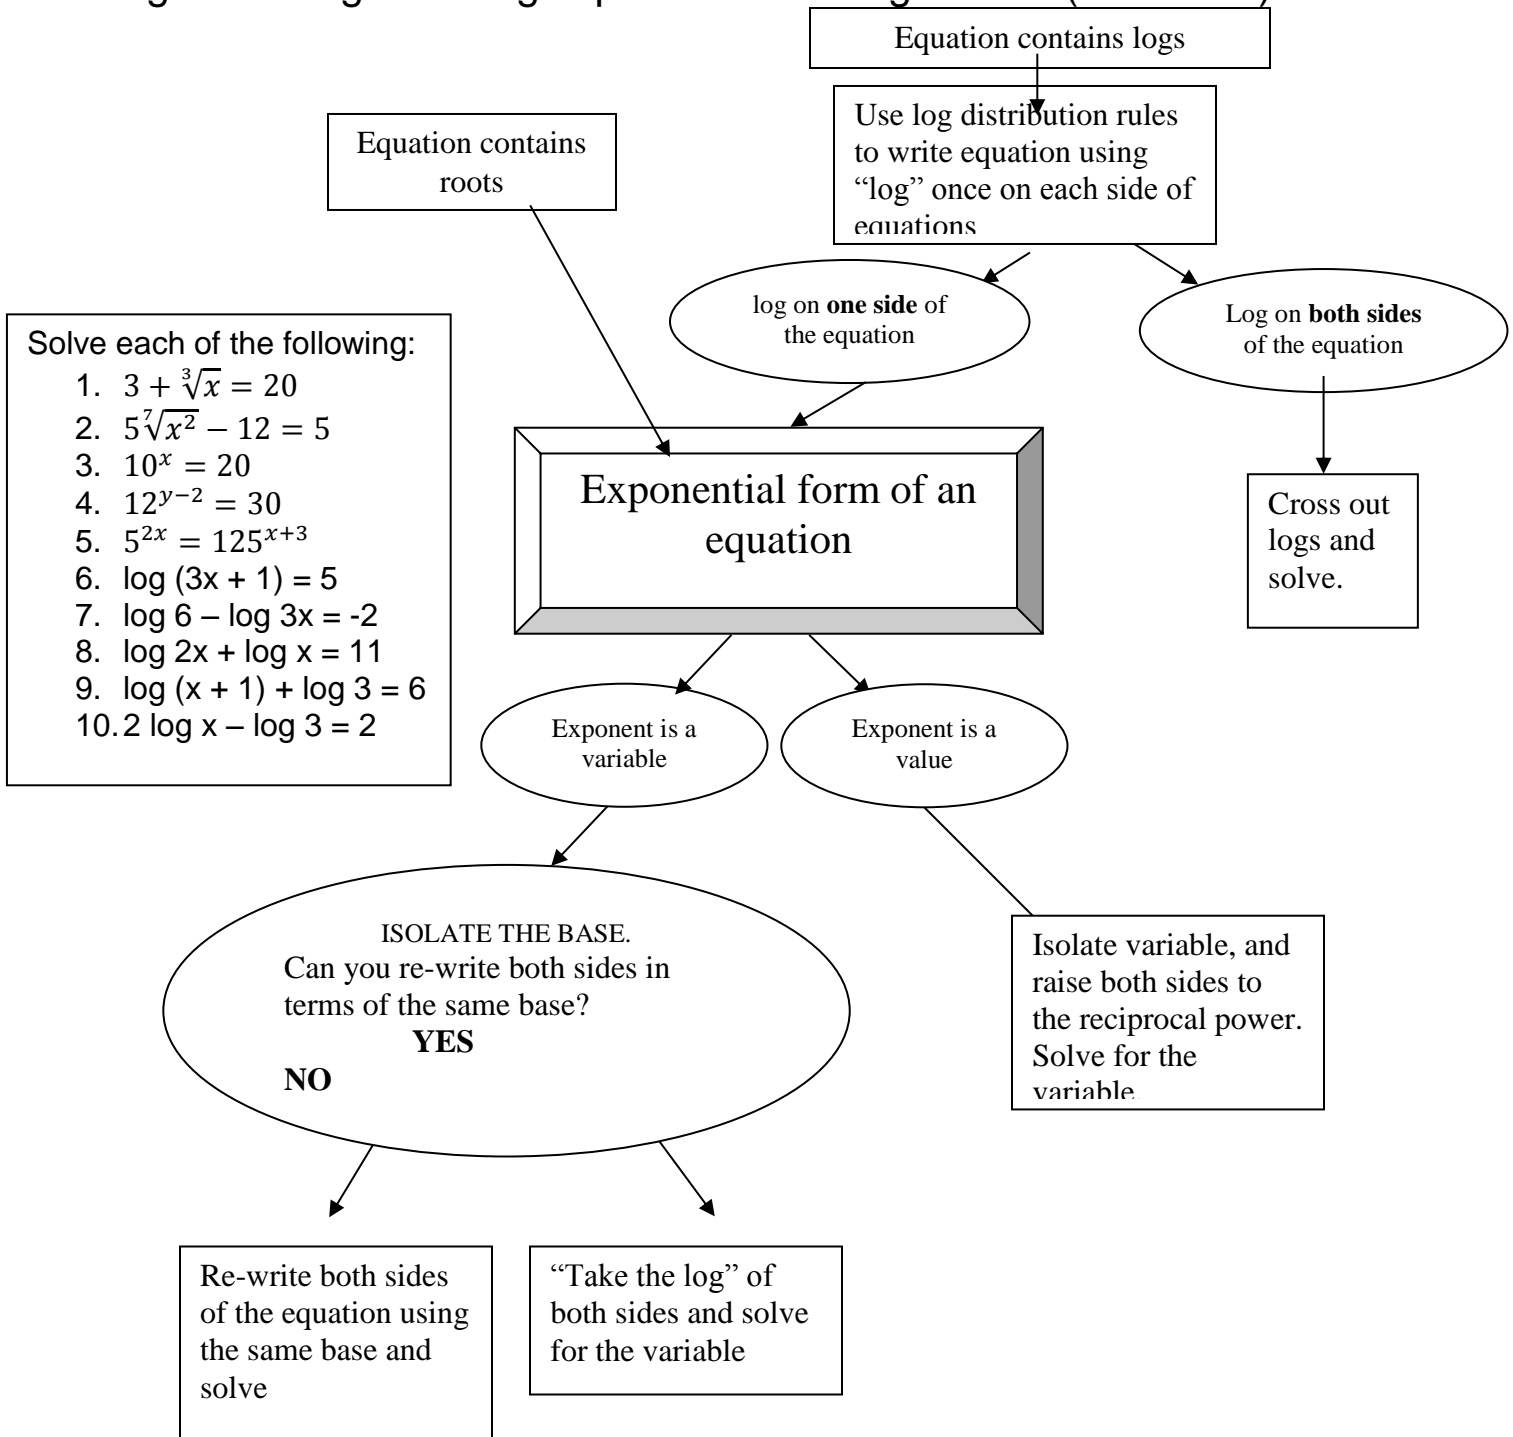 Equation contains logs
Use log distribution rules
to write equation using
“log” once on each side of
equations
Equation contains
roots
log on one side of
the equation
Log on both sides
of the equation
Solve each of the following:
1. 3 + ∛x = 20
2. 5 ⁷√x² − 12 = 5
3. 10ˣ = 20
4. 12ʸ⁻² = 30
5. 5²ˣ = 125ˣ⁺³
6. log (3x + 1) = 5
7. log 6 – log 3x = -2
8. log 2x + log x = 11
9. log (x + 1) + log 3 = 6
10. 2 log x – log 3 = 2
Exponential form of an
equation
Cross out
logs and
solve.
Exponent is a
variable
Exponent is a
value
ISOLATE THE BASE.
Can you re-write both sides in
terms of the same base?
YES
NO
Isolate variable, and
raise both sides to
the reciprocal power.
Solve for the
variable.
Re-write both sides
of the equation using
the same base and
solve
“Take the log” of
both sides and solve
for the variable